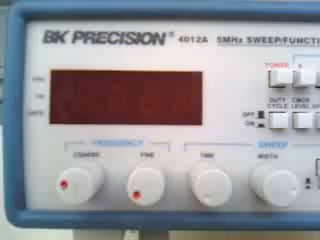 BK PRECISION® 4012A 5MHz SWEEP/FUNCTI
POWER
DUTY CYCLE CMOS LEVEL
OFF
ON
FREQUENCY SWEEP
COARSE FINE TIME WIDTH